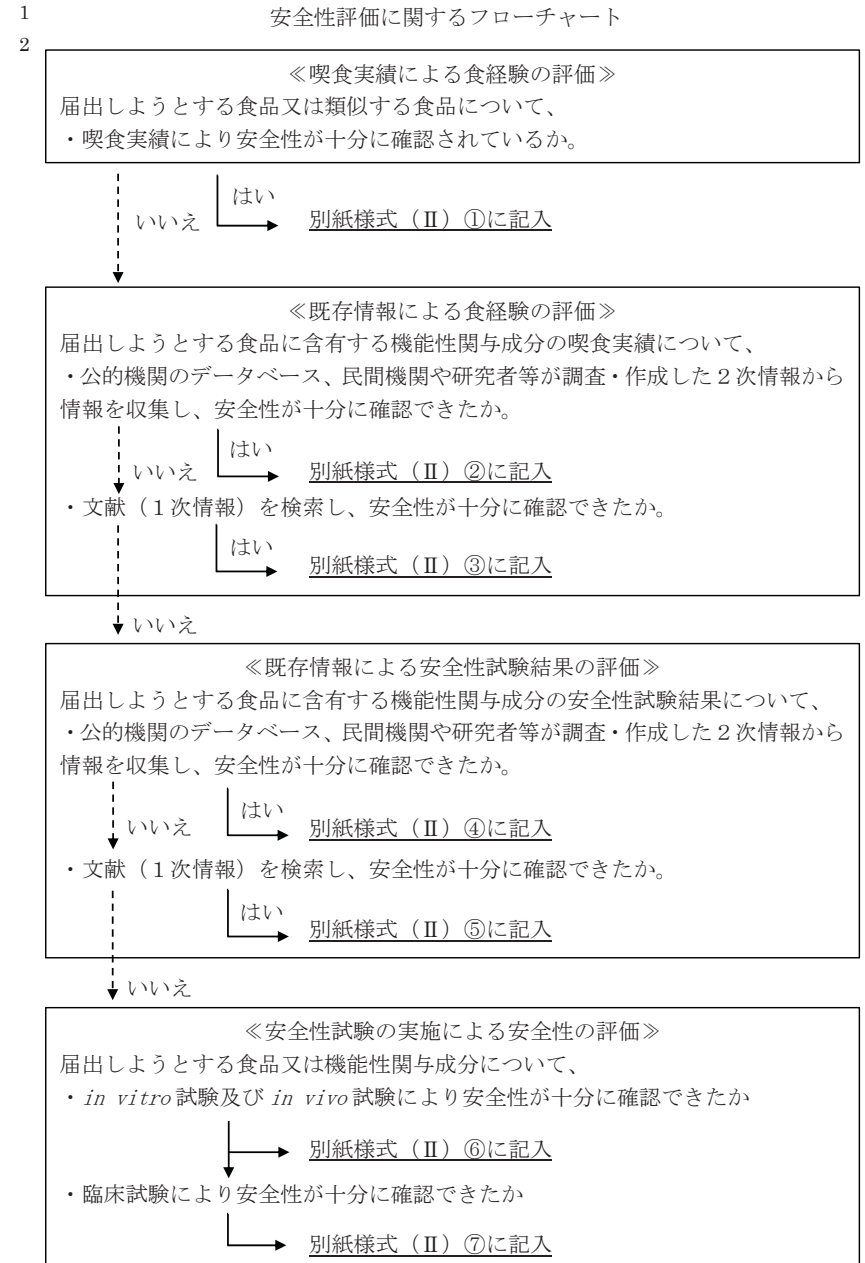 1
安全性評価に関するフローチャート
2
≪喫食実績による食経験の評価≫
届出しようとする食品又は類似する食品について、
・喫食実績により安全性が十分に確認されているか。
はい
いいえ
別紙様式（Ⅱ）①に記入
≪既存情報による食経験の評価≫
届出しようとする食品に含有する機能性関与成分の喫食実績について、
・公的機関のデータベース、民間機関や研究者等が調査・作成した２次情報から
情報を収集し、安全性が十分に確認できたか。
はい
いいえ
別紙様式（Ⅱ）②に記入
・文献（１次情報）を検索し、安全性が十分に確認できたか。
はい
別紙様式（Ⅱ）③に記入
いいえ
≪既存情報による安全性試験結果の評価≫
届出しようとする食品に含有する機能性関与成分の安全性試験結果について、
・公的機関のデータベース、民間機関や研究者等が調査・作成した２次情報から
情報を収集し、安全性が十分に確認できたか。
はい
いいえ
別紙様式（Ⅱ）④に記入
・文献（１次情報）を検索し、安全性が十分に確認できたか。
はい
別紙様式（Ⅱ）⑤に記入
いいえ
≪安全性試験の実施による安全性の評価≫
届出しようとする食品又は機能性関与成分について、
・in vitro 試験及び in vivo 試験により安全性が十分に確認できたか
別紙様式（Ⅱ）⑥に記入
・臨床試験により安全性が十分に確認できたか
別紙様式（Ⅱ）⑦に記入